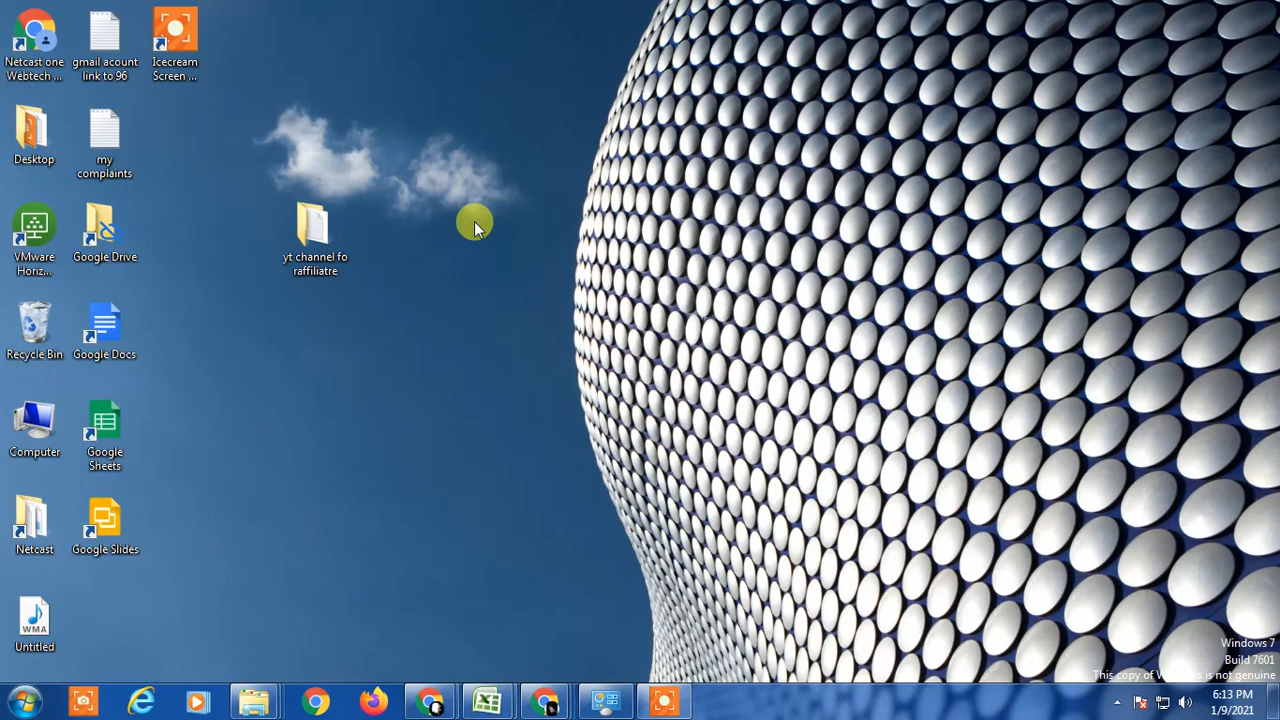 Netcast one
Webtech ...
gmail acount
link to 96
Icecream
Screen ...
Desktop
my
complaints
VMware
Horiz...
Google Drive
yt channel fo
raffiliatre
Recycle Bin
Google Docs
Computer
Google
Sheets
Netcast
Google Slides
WMA
Untitled
Windows 7
Build 7601
This copy of Windows is not genuine
6:13 PM
1/9/2021